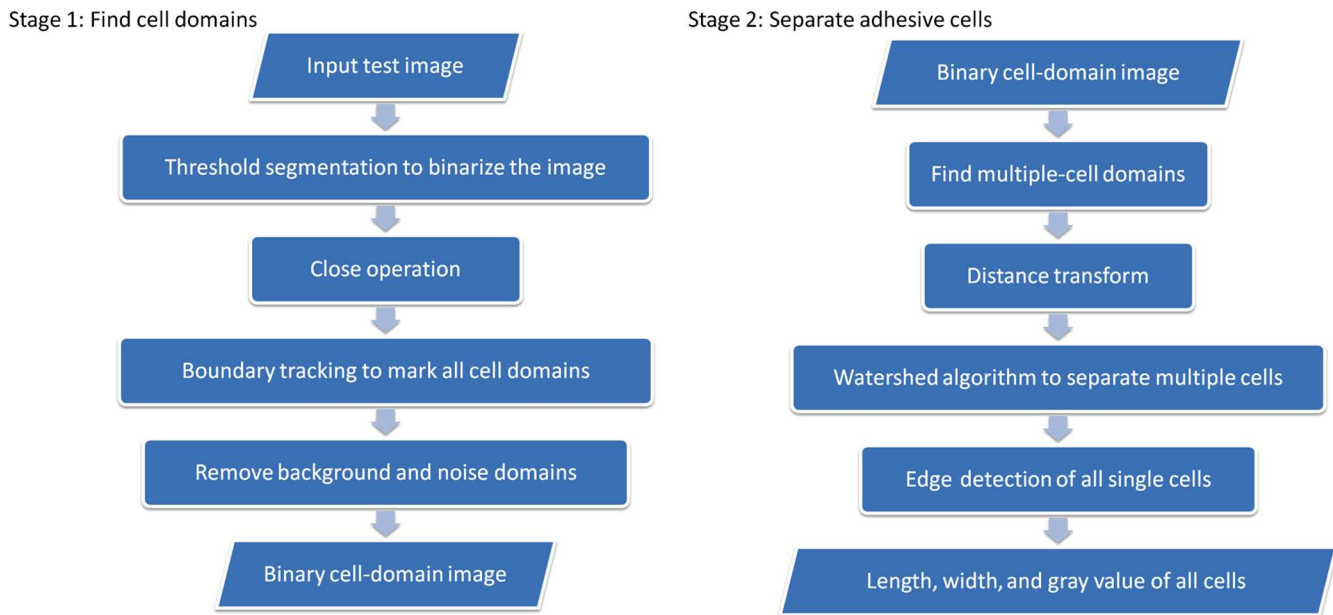 Stage 1: Find cell domains
Input test image
Threshold segmentation to binarize the image
Close operation
Boundary tracking to mark all cell domains
Remove background and noise domains
Binary cell-domain image
Stage 2: Separate adhesive cells
Binary cell-domain image
Find multiple-cell domains
Distance transform
Watershed algorithm to separate multiple cells
Edge detection of all single cells
Length, width, and gray value of all cells